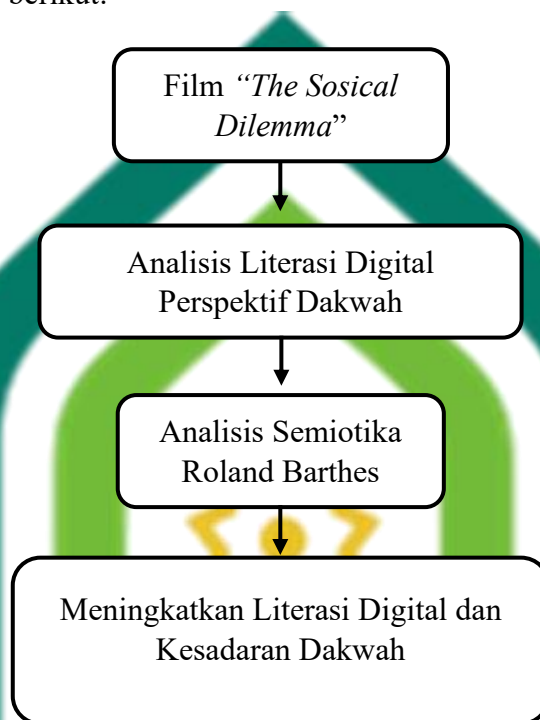 berikut:
Film “The Sosical
Dilemma”
Analisis Literasi Digital
Perspektif Dakwah
Analisis Semiotika
Roland Barthes
Meningkatkan Literasi Digital dan
Kesadaran Dakwah